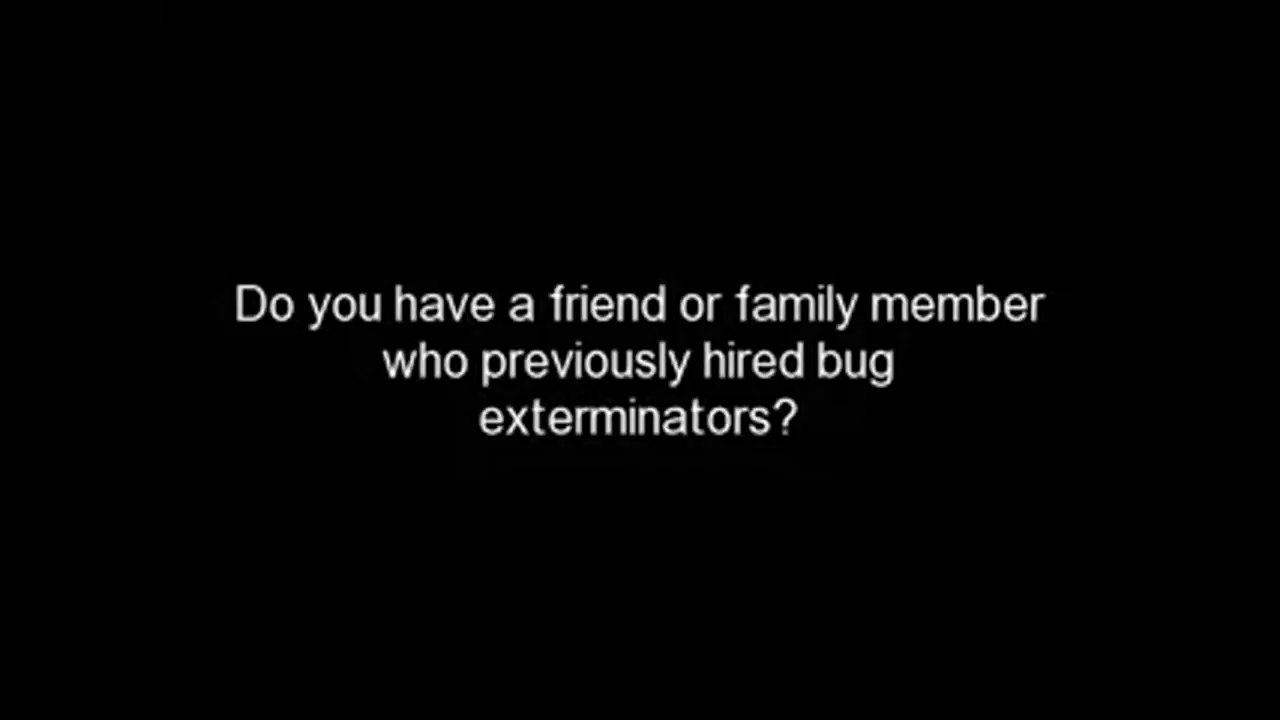 Do you have a friend or family member
who previously hired bug
exterminators?